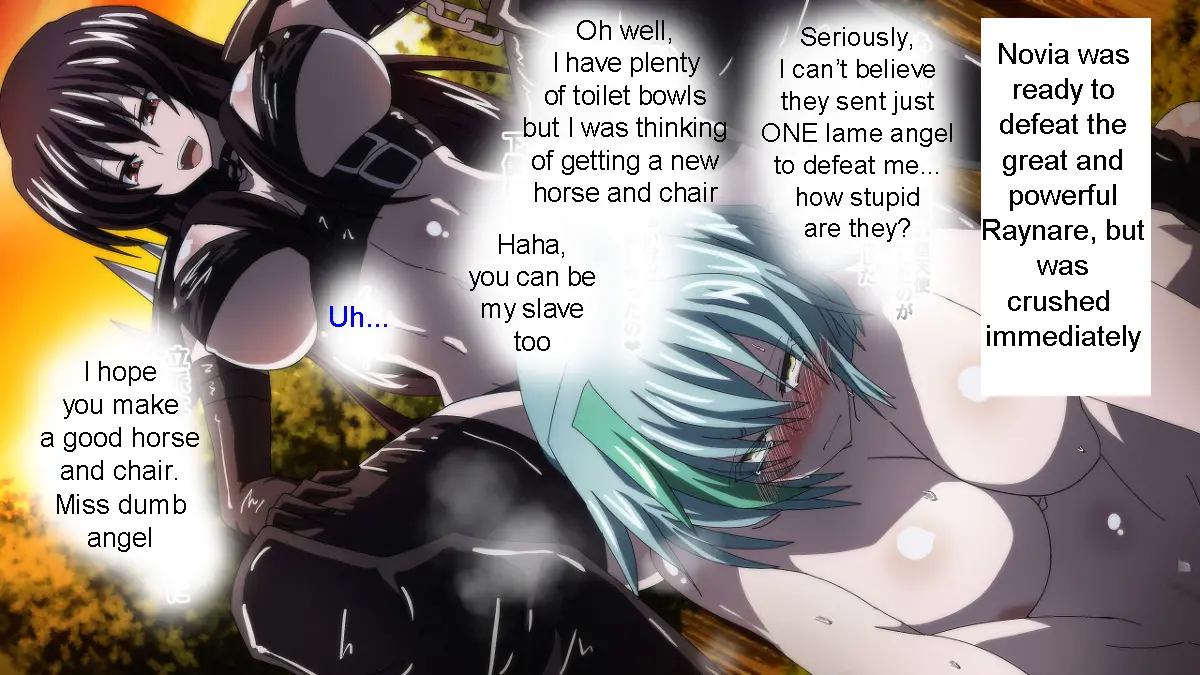 Novia was
ready to
defeat the
great and
powerful
Raynare, but
was
crushed
immediately
Seriously,
I can't believe
they sent just
ONE lame angel
to defeat me...
how stupid
are they?
Oh well,
I have plenty
of toilet bowls
but I was thinking
of getting a new
horse and chair
Haha,
you can be
my slave
too
Uh...
I hope
you make
a good horse
and chair.
Miss dumb
angel